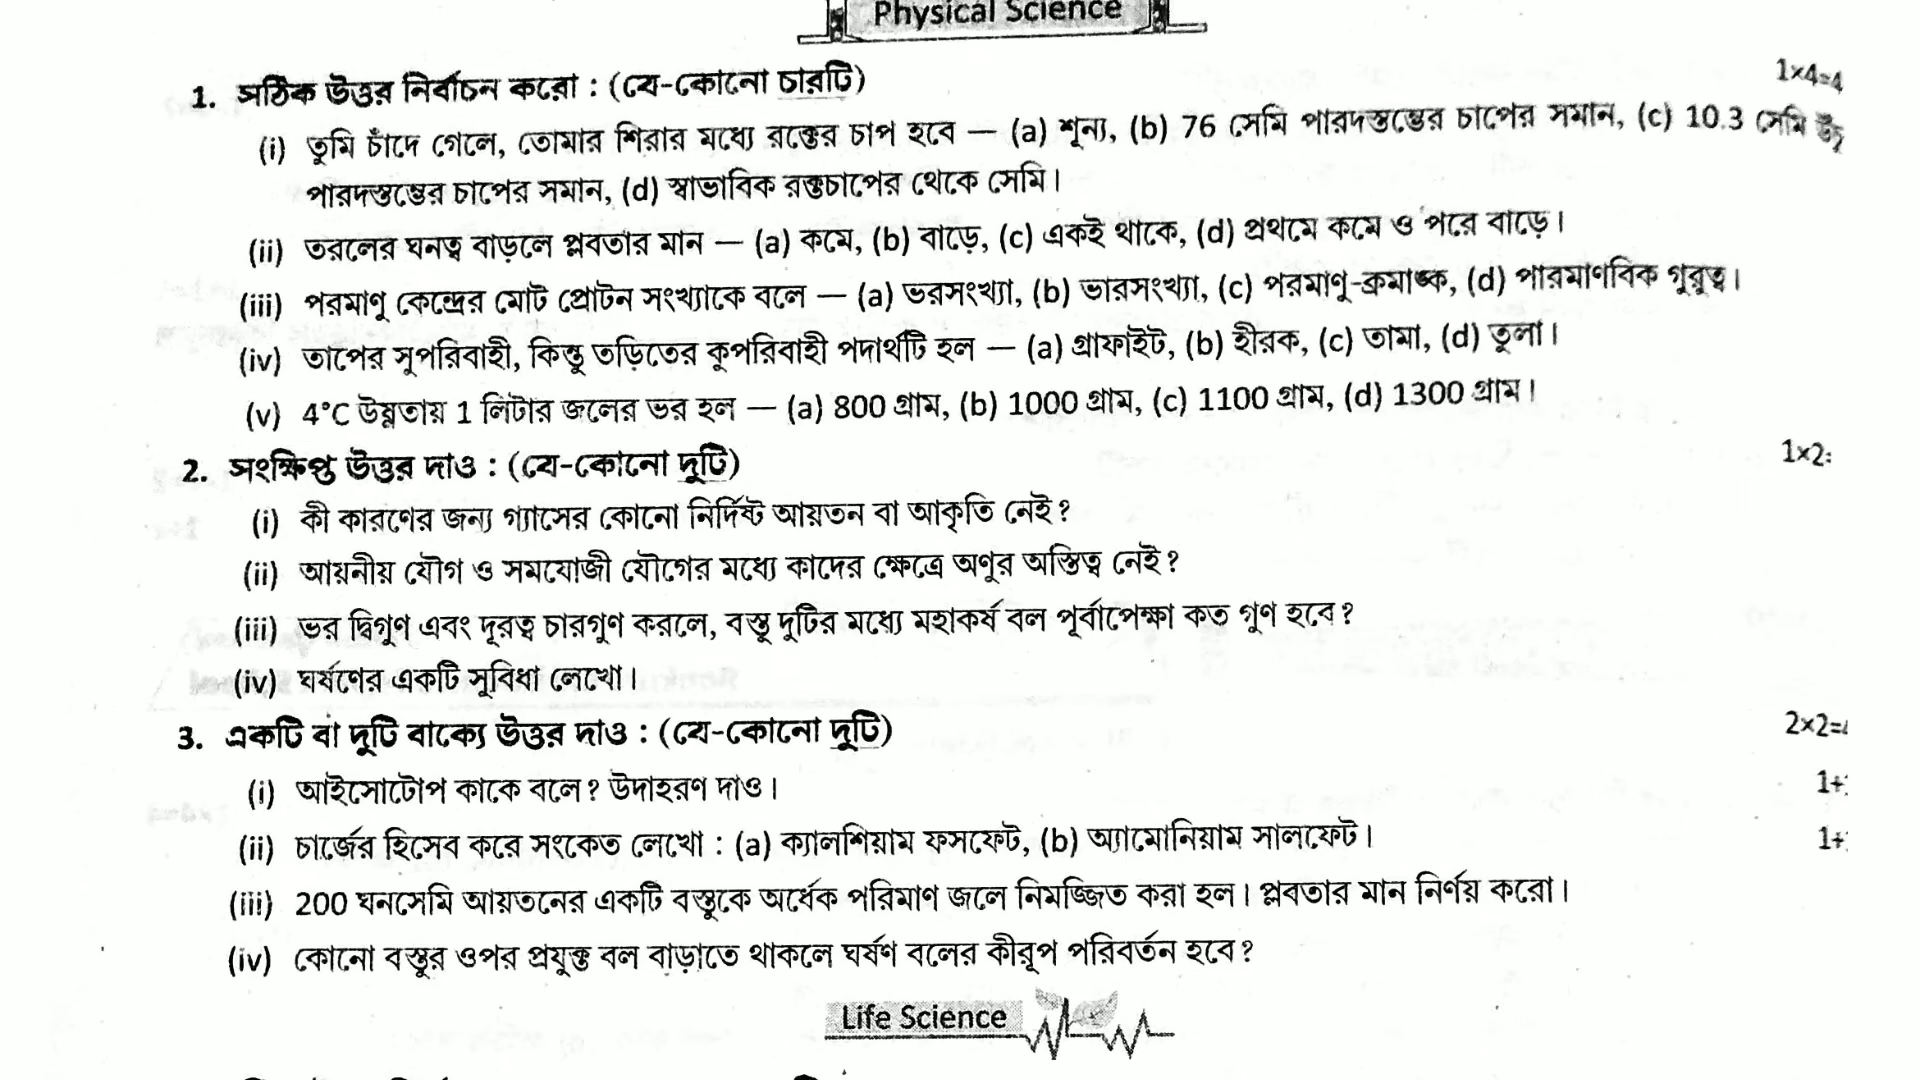 Physical Science
1. সঠিক উত্তর নির্বাচন করো : (যে-কোনো চারটি) 1×4=4
(i) তুমি চাঁদে গেলে, তোমার শিরার মধ্যে রক্তের চাপ হবে — (a) শূন্য, (b) 76 সেমি পারদস্তম্ভের চাপের সমান, (c) 10.3 সেমি
পারদস্তম্ভের চাপের সমান, (d) স্বাভাবিক রক্তচাপের থেকে সেমি।
(ii) তরলের ঘনত্ব বাড়লে প্লবতার মান — (a) কমে, (b) বাড়ে, (c) একই থাকে, (d) প্রথমে কমে ও পরে বাড়ে।
(iii) পরমাণু কেন্দ্রের মোট প্রোটন সংখ্যাকে বলে — (a) ভরসংখ্যা, (b) ভারসংখ্যা, (c) পরমাণু-ক্রমাঙ্ক, (d) পারমাণবিক গুরুত্ব।
(iv) তাপের সুপরিবাহী, কিন্তু তড়িতের কুপরিবাহী পদার্থটি হল — (a) গ্রাফাইট, (b) হীরক, (c) তামা, (d) তুলা।
(v) 4°C উষ্ণতায় 1 লিটার জলের ভর হল — (a) 800 গ্রাম, (b) 1000 গ্রাম, (c) 1100 গ্রাম, (d) 1300 গ্রাম।
2. সংক্ষিপ্ত উত্তর দাও : (যে-কোনো দুটি) 1×2
(i) কী কারণের জন্য গ্যাসের কোনো নির্দিষ্ট আয়তন বা আকৃতি নেই?
(ii) আয়নীয় যৌগ ও সমযোজী যৌগের মধ্যে কাদের ক্ষেত্রে অণুর অস্তিত্ব নেই?
(iii) ভর দ্বিগুণ এবং দূরত্ব চারগুণ করলে, বস্তু দুটির মধ্যে মহাকর্ষ বল পূর্বাপেক্ষা কত গুণ হবে?
(iv) ঘর্ষণের একটি সুবিধা লেখো।
3. একটি বা দুটি বাক্যে উত্তর দাও : (যে-কোনো দুটি) 2×2=
(i) আইসোটোপ কাকে বলে? উদাহরণ দাও। 1+
(ii) চার্জের হিসেব করে সংকেত লেখো : (a) ক্যালশিয়াম ফসফেট, (b) অ্যামোনিয়াম সালফেট। 1+
(iii) 200 ঘনসেমি আয়তনের একটি বস্তুকে অর্ধেক পরিমাণ জলে নিমজ্জিত করা হল। প্লবতার মান নির্ণয় করো।
(iv) কোনো বস্তুর ওপর প্রযুক্ত বল বাড়াতে থাকলে ঘর্ষণ বলের কীরূপ পরিবর্তন হবে?
Life Science